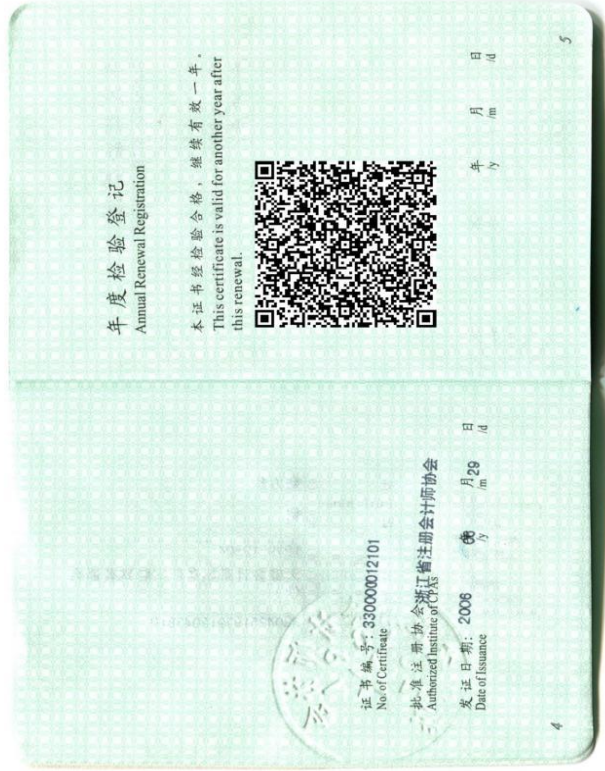 年度检验登记
Annual Renewal Registration
本证书经检验合格，继续有效一年。
This certificate is valid for another year after
this renewal.
年 月 日
/y /m /d
5
证书编号：330000012101
No. of Certificate
批准注册协会浙江省注册会计师协会
Authorized Institute of CPAs
发证日期：2006 年 月29 日
Date of Issuance /y /m /d
4